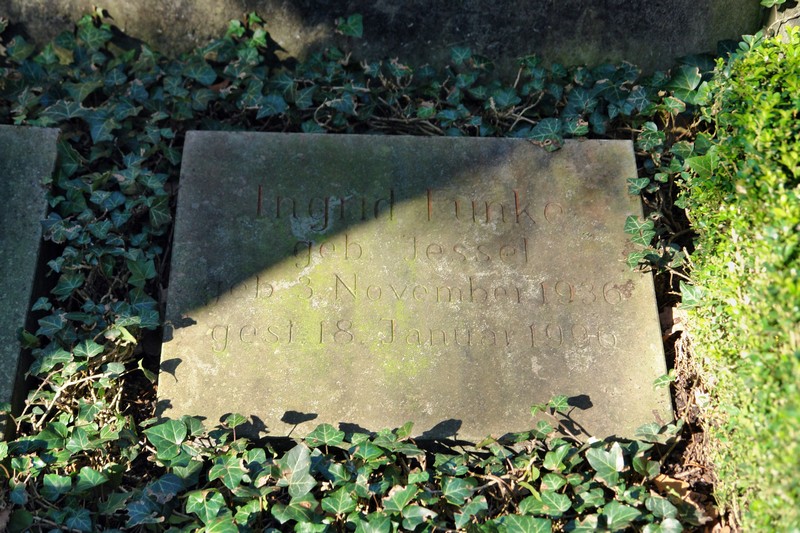 Ingrid Funke
geb. Jessel
geb. 3. November 1936
gest. 18. Januar 1996